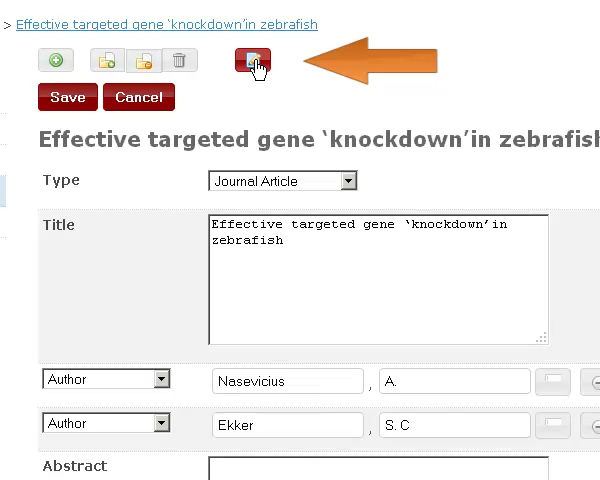 > Effective targeted gene ‘knockdown’in zebrafish
Save Cancel
Effective targeted gene ‘knockdown’in zebrafish
Type Journal Article
Title Effective targeted gene ‘knockdown’in
zebrafish
Author Nasevicius , A.
Author Ekker , S. C
Abstract